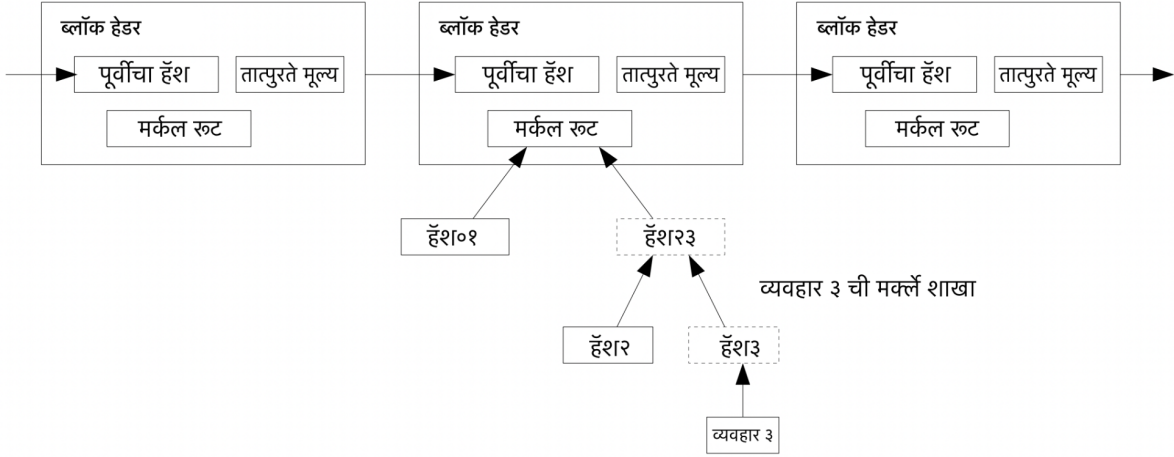 ब्लॉक हेडर
पूर्वीचा हॅश
तात्पुरते मूल्य
मर्कल रूट
ब्लॉक हेडर
पूर्वीचा हॅश
तात्पुरते मूल्य
मर्कल रूट
ब्लॉक हेडर
पूर्वीचा हॅश
तात्पुरते मूल्य
मर्कल रूट
हॅश०१
हॅश२३
व्यवहार ३ ची मर्क्ले शाखा
हॅश२
हॅश३
व्यवहार ३